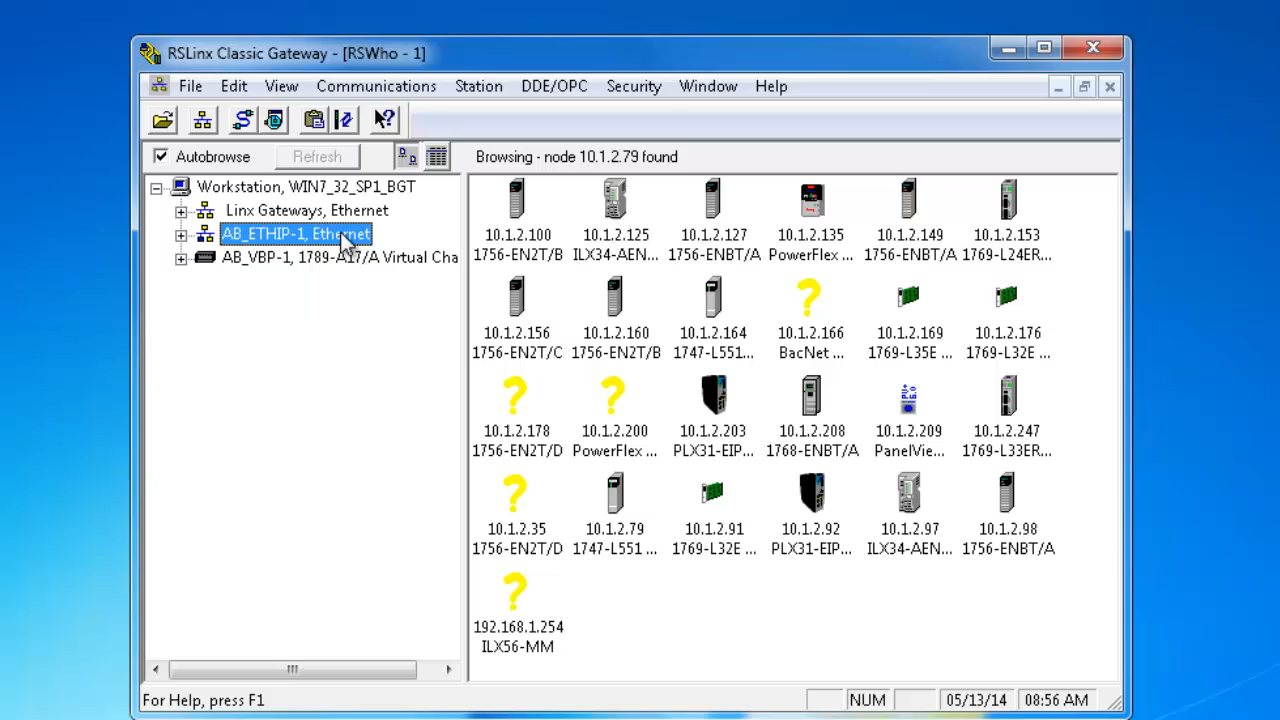 RSLinx Classic Gateway - [RSWho - 1]
File Edit View Communications Station DDE/OPC Security Window Help
Autobrowse Refresh Browsing - node 10.1.2.79 found
Workstation, WIN7_32_SP1_BGT
Linx Gateways, Ethernet
AB_ETHIP-1, Ethernet
AB_VBP-1, 1789-A17/A Virtual Cha
10.1.2.100 10.1.2.125 10.1.2.127 10.1.2.135 10.1.2.149 10.1.2.153
1756-EN2T/B ILX34-AEN... 1756-ENBT/A PowerFlex ... 1756-ENBT/A 1769-L24ER...
10.1.2.156 10.1.2.160 10.1.2.164 10.1.2.166 10.1.2.169 10.1.2.176
1756-EN2T/C 1756-EN2T/B 1747-L551... BacNet ... 1769-L35E ... 1769-L32E ...
10.1.2.178 10.1.2.200 10.1.2.203 10.1.2.208 10.1.2.209 10.1.2.247
1756-EN2T/D PowerFlex ... PLX31-EIP... 1768-ENBT/A PanelVie... 1769-L33ER...
10.1.2.35 10.1.2.79 10.1.2.91 10.1.2.92 10.1.2.97 10.1.2.98
1756-EN2T/D 1747-L551 ... 1769-L32E ... PLX31-EIP... ILX34-AEN... 1756-ENBT/A
192.168.1.254
ILX56-MM
For Help, press F1 NUM 05/13/14 08:56 AM